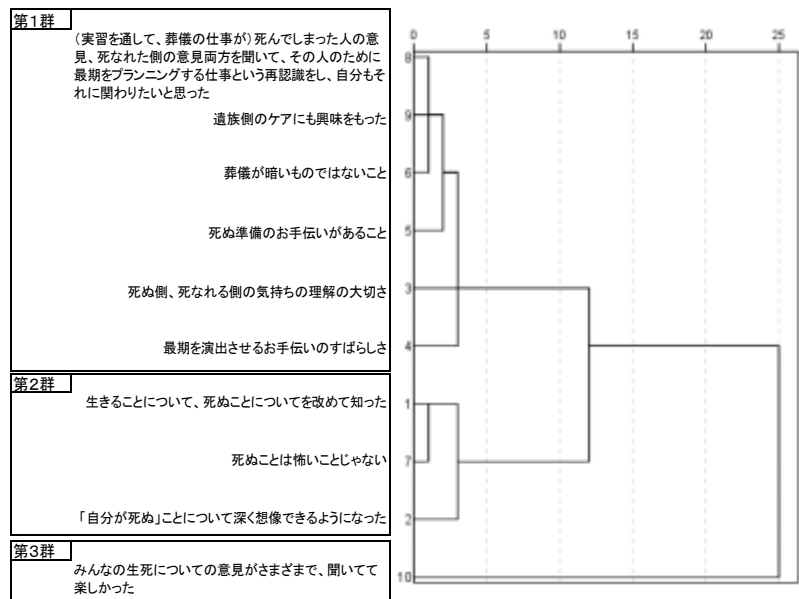 第1群
（実習を通して、葬儀の仕事が）死んでしまった人の意
見、死なれた側の意見両方を聞いて、その人のために
最期をプランニングする仕事という再認識をし、自分もそ
れに関わりたいと思った
遺族側のケアにも興味をもった
葬儀が暗いものではないこと
死ぬ準備のお手伝いがあること
死ぬ側、死なれる側の気持ちの理解の大切さ
最期を演出させるお手伝いのすばらしさ
第2群
生きることについて、死ぬことについてを改めて知った
死ぬことは怖いことじゃない
「自分が死ぬ」ことについて深く想像できるようになった
第3群
みんなの生死についての意見がさまざまで、聞いてて
楽しかった
0 5 10 15 20 25
8
9
6
5
3
4
1
7
2
10